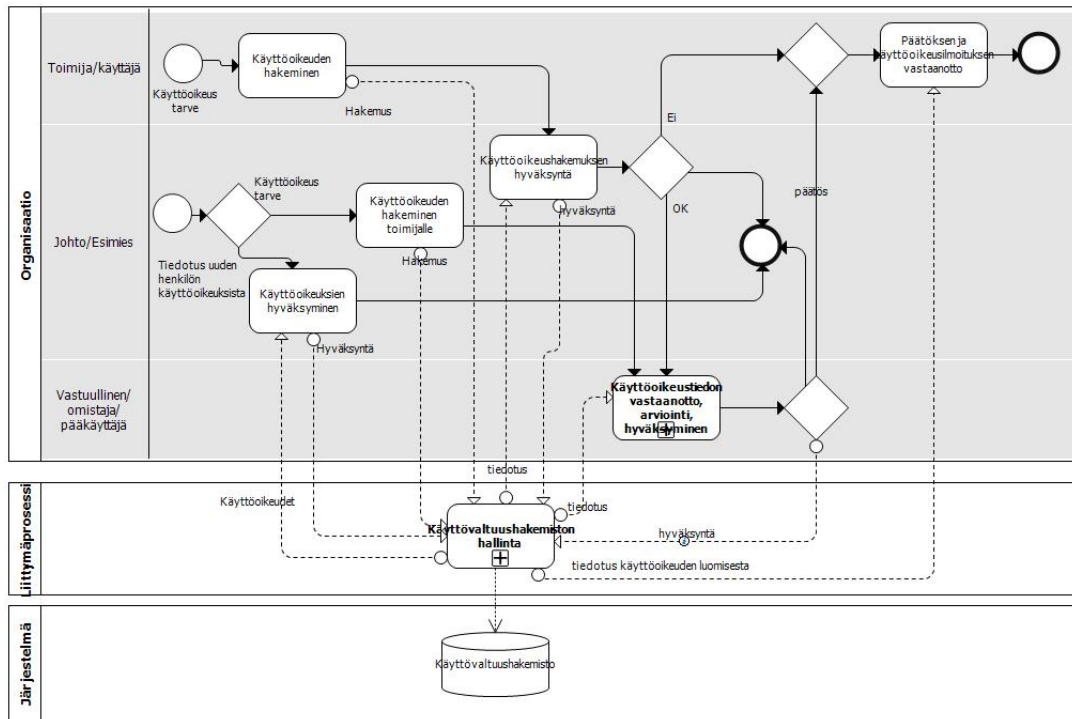 Organisaatio
Toimija/käyttäjä
Käyttöoikeus
tarve
Käyttöoikeuden
hakeminen
Hakemus
Ei
Päätöksen ja
käyttöoikeusilmoituksen
vastaanotto
Johto/Esimies
Käyttöoikeus
tarve
Tiedotus uuden
henkilön
käyttöoikeuksista
Käyttöoikeuden
hakeminen
toimijalle
Hakemus
Käyttöoikeuksien
hyväksyminen
Hyväksyntä
Käyttöoikeushakemuksen
hyväksyntä
hyväksyntä
OK
päätös
Vastuullinen/
omistaja/
pääkäyttäjä
Käyttöoikeustiedon
vastaanotto,
arviointi,
hyväksyminen
Liittymäprosessi
tiedotus
Käyttöoikeudet
tiedotus
Käyttövaltuushakemiston
hallinta
hyväksyntä
tiedotus käyttöoikeuden luomisesta
Järjestelmä
Käyttövaltuushakemisto